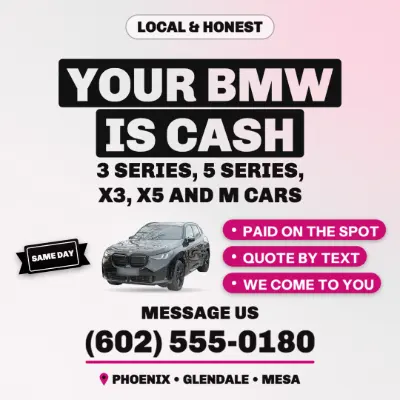 LOCAL & HONEST
YOUR BMW
IS CASH
3 SERIES, 5 SERIES,
X3, X5 AND M CARS
SAME DAY
• PAID ON THE SPOT
• QUOTE BY TEXT
• WE COME TO YOU
MESSAGE US
(602) 555-0180
PHOENIX • GLENDALE • MESA